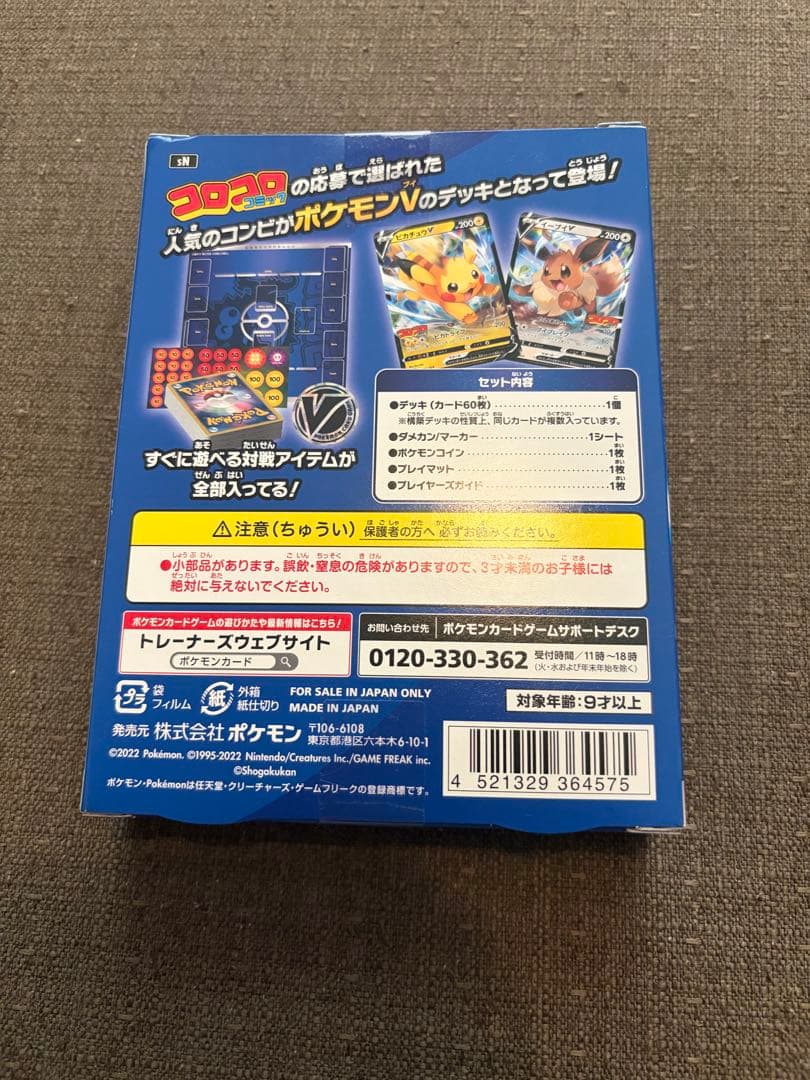 sN
コロコロコミックの応募で選ばれた
人気のコンビがポケモンVのデッキとなって登場！
ピカチュウV 200
イーブイV 200
POKÉMON
100 100
V
すぐに遊べる対戦アイテムが
全部入ってる！
セット内容
●デッキ（カード60枚）……1個
※構築デッキの性質上、同じカードが複数入っています。
●ダメカン/マーカー……1シート
●ポケモンコイン……1枚
●プレイマット……1枚
●プレイヤーズガイド……1枚
⚠注意（ちゅうい） 保護者の方へ 必ずお読みください。
●小部品があります。誤飲・窒息の危険がありますので、3才未満のお子様には
絶対に与えないでください。
ポケモンカードゲームの遊びかたや最新情報はこちら！
トレーナーズウェブサイト
ポケモンカード
お問い合わせ先 ポケモンカードゲームサポートデスク
0120-330-362 受付時間／11時～18時
（火・水および年末年始を除く）
プラ 袋 フィルム
紙 外箱 紙仕切り
FOR SALE IN JAPAN ONLY
MADE IN JAPAN
対象年齢：9才以上
発売元 株式会社 ポケモン 〒106-6108
東京都港区六本木6-10-1
©2022 Pokémon. ©1995-2022 Nintendo/Creatures Inc./GAME FREAK inc.
©Shogakukan
ポケモン・Pokémonは任天堂・クリーチャーズ・ゲームフリークの登録商標です。
4 521329 364575